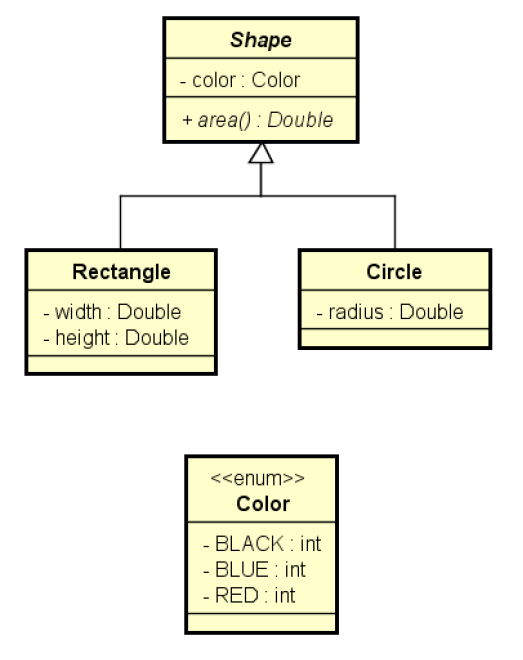 Shape
- color : Color
+ area() : Double
Rectangle
- width : Double
- height : Double
Circle
- radius : Double
<<enum>>
Color
- BLACK : int
- BLUE : int
- RED : int